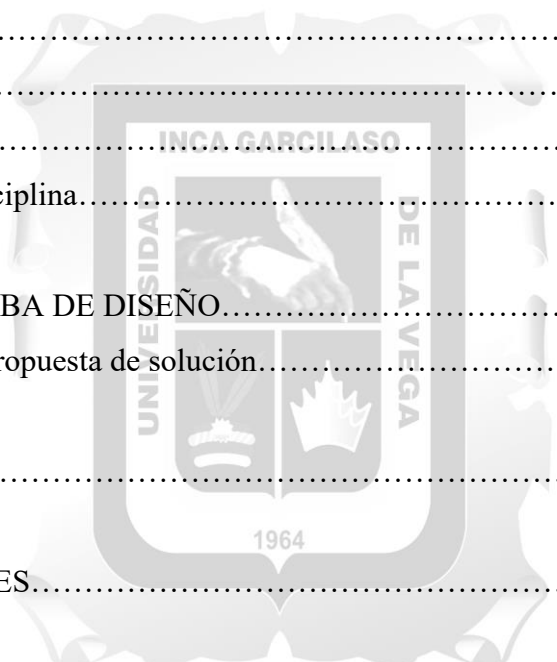 ……………………………………………………
……………………………………………………
……………………………………………………
INCA GARCILASO
ciplina……………………………………………
UNIVERSIDAD
DE LA VEGA
BA DE DISEÑO…………………………………
ropuesta de solución……………………………
……………………………………………………
1964
ES…………………………………………………